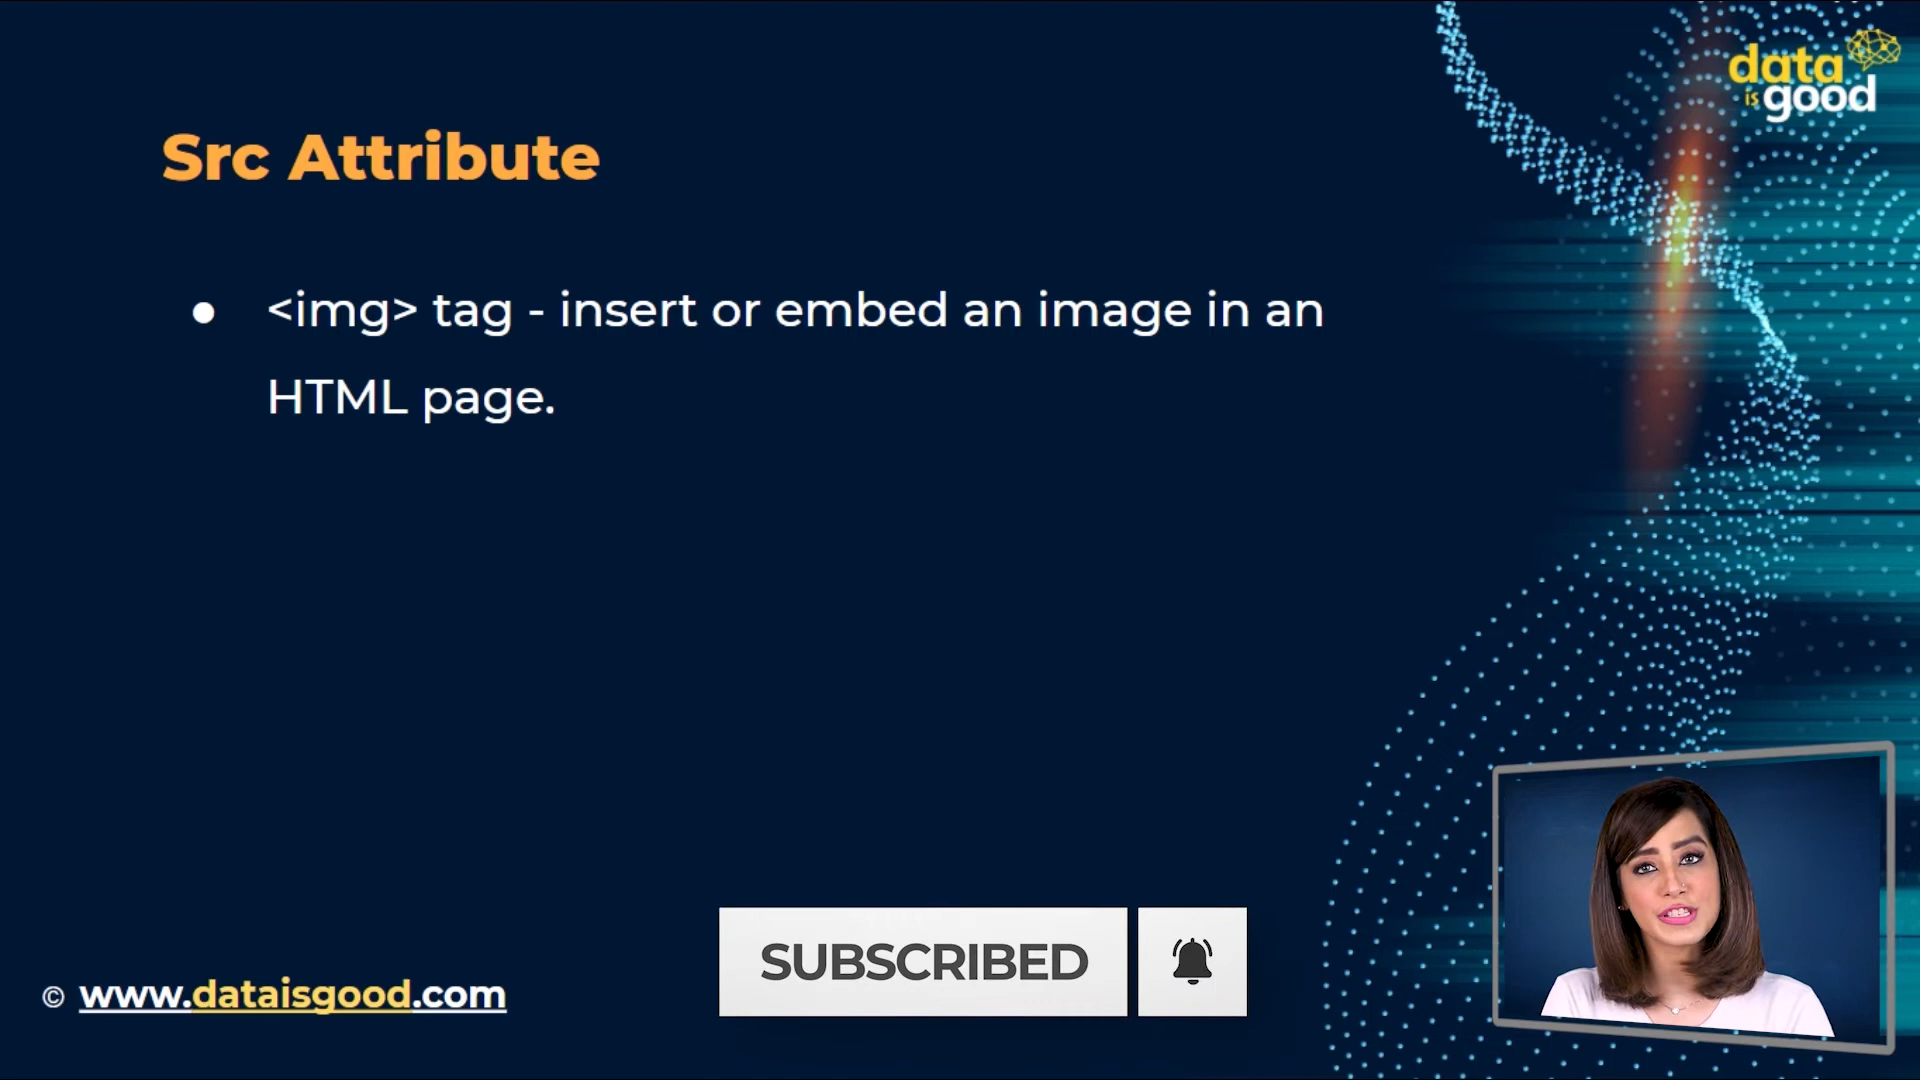 data
is good
Src Attribute
● <img> tag - insert or embed an image in an
HTML page.
SUBSCRIBED
© www.dataisgood.com